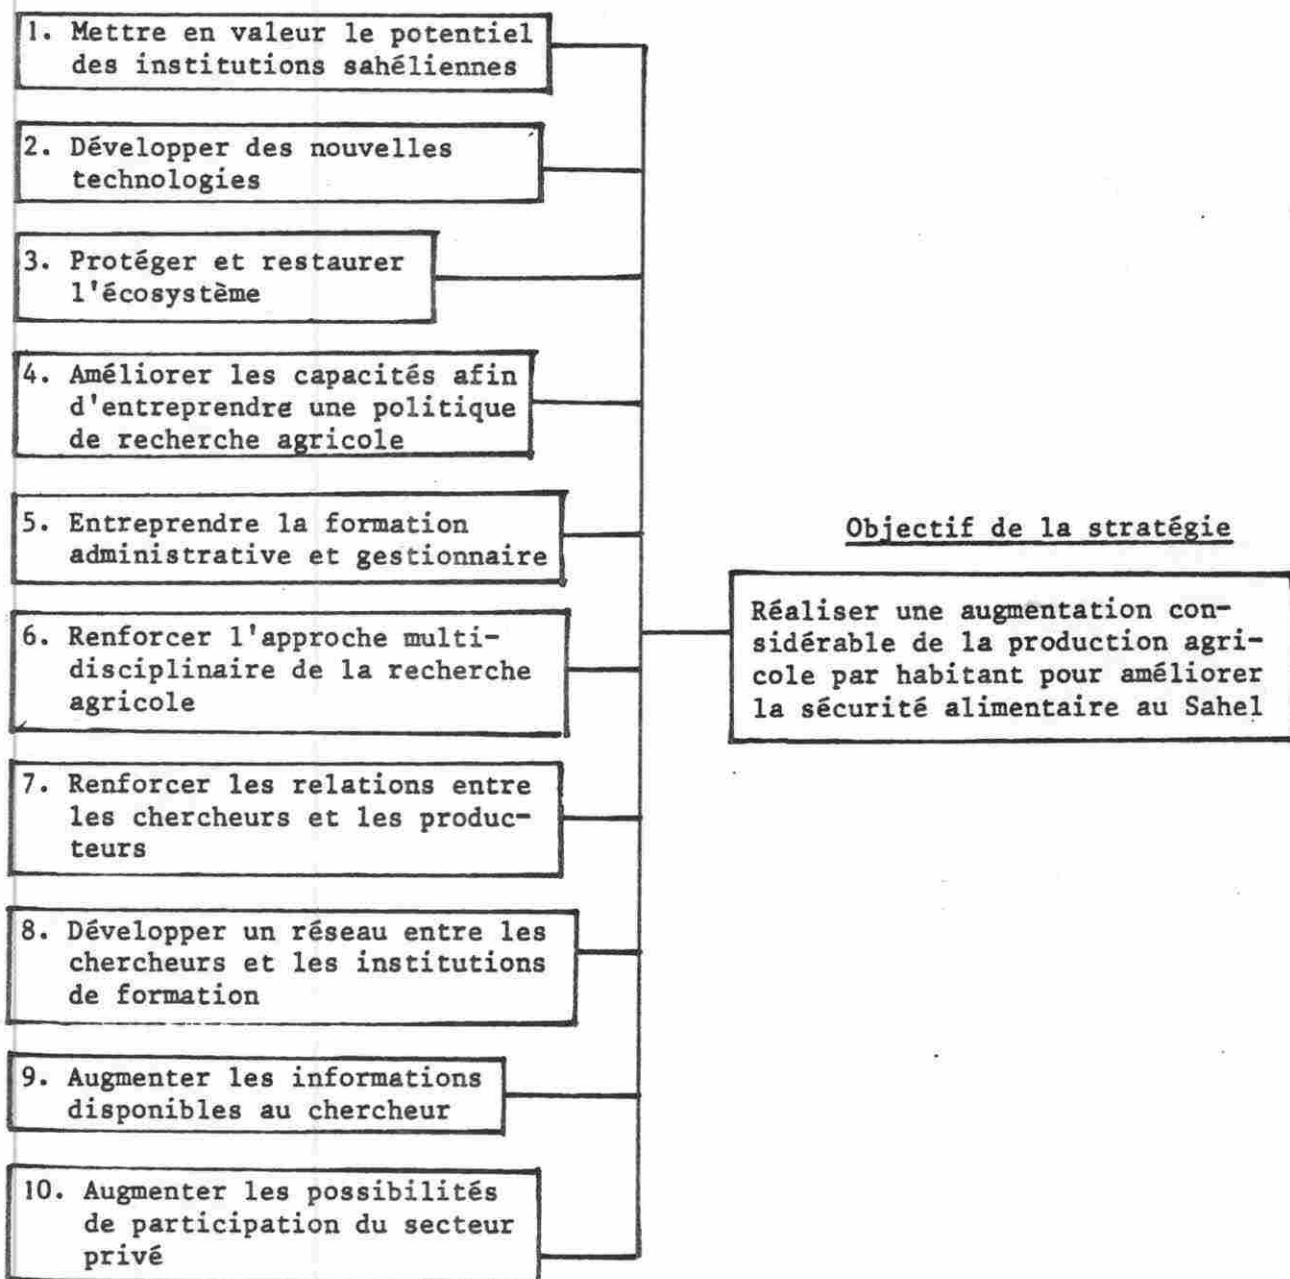 1. Mettre en valeur le potentiel
des institutions sahéliennes
2. Développer des nouvelles
technologies
3. Protéger et restaurer
l'écosystème
4. Améliorer les capacités afin
d'entreprendre une politique
de recherche agricole
5. Entreprendre la formation
administrative et gestionnaire
6. Renforcer l'approche multi-
disciplinaire de la recherche
agricole
7. Renforcer les relations entre
les chercheurs et les produc-
teurs
8. Développer un réseau entre les
chercheurs et les institutions
de formation
9. Augmenter les informations
disponibles au chercheur
10. Augmenter les possibilités
de participation du secteur
privé
Objectif de la stratégie
Réaliser une augmentation con-
sidérable de la production agri-
cole par habitant pour améliorer
la sécurité alimentaire au Sahel